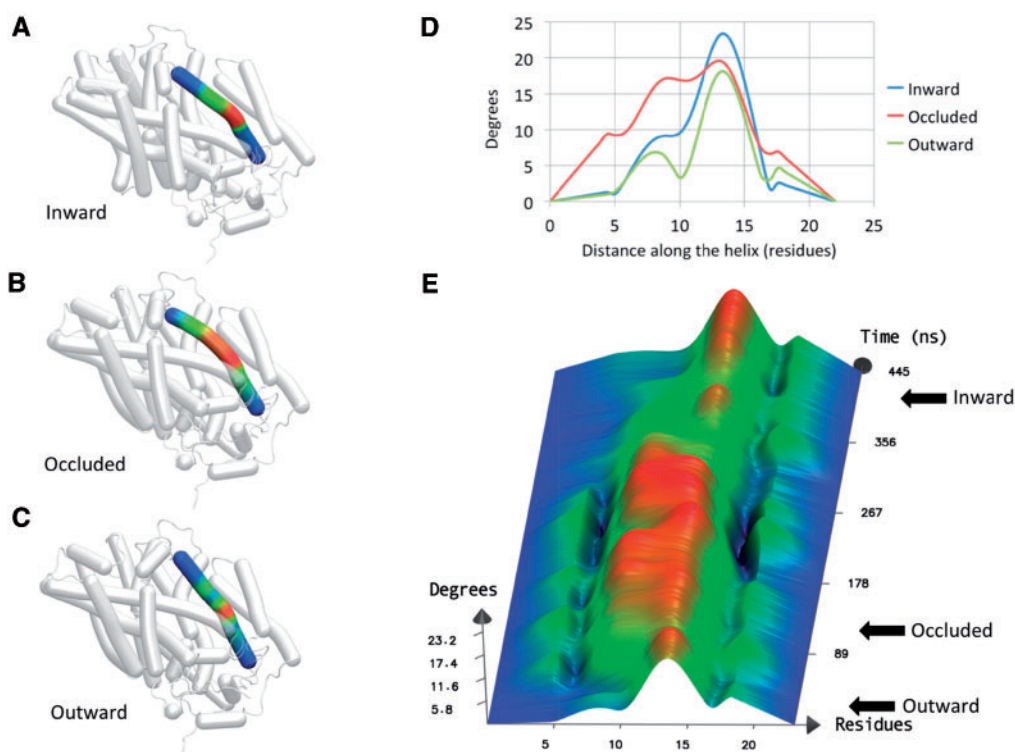 A
Inward
B
Occluded
C
Outward
D
25
20
15
10
5
0
Degrees
0 5 10 15 20 25
Distance along the helix (residues)
Inward
Occluded
Outward
E
Time (ns)
445
Inward
356
267
178
Occluded
89
Outward
Residues
Degrees
23.2
17.4
11.6
5.8
5 10 15 20